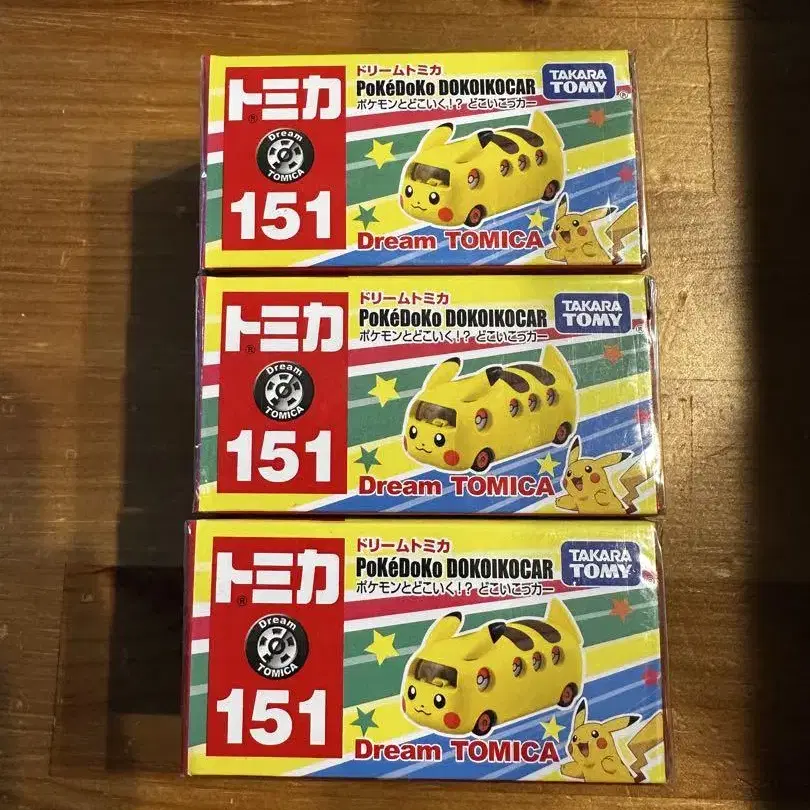 トミカ
®
Dream
TOMICA
151
ドリームトミカ
PoKéDoKo DOKOIKOCAR
ポケモンとどこいく!? どこいこっカー
TAKARA
TOMY
®
Dream TOMICA
トミカ
®
Dream
TOMICA
151
ドリームトミカ
PoKéDoKo DOKOIKOCAR
ポケモンとどこいく!? どこいこっカー
TAKARA
TOMY
®
Dream TOMICA
トミカ
®
Dream
TOMICA
151
ドリームトミカ
PoKéDoKo DOKOIKOCAR
ポケモンとどこいく!? どこいこっカー
TAKARA
TOMY
Dream TOMICA